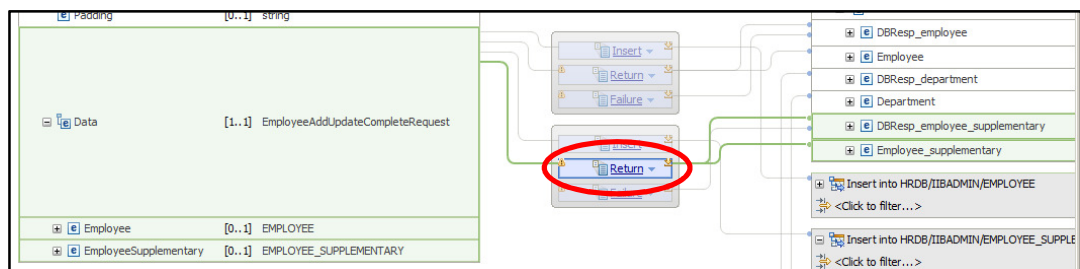 Padding [0..1] string
Data [1..1] EmployeeAddUpdateCompleteRequest
Employee [0..1] EMPLOYEE
EmployeeSupplementary [0..1] EMPLOYEE_SUPPLEMENTARY
Insert
Return
Failure
Insert
Return
Failure
DBResp_employee
Employee
DBResp_department
Department
DBResp_employee_supplementary
Employee_supplementary
Insert into HRDB/IIBADMIN/EMPLOYEE
<Click to filter...>
Insert into HRDB/IIBADMIN/EMPLOYEE_SUPPLE
<Click to filter...>